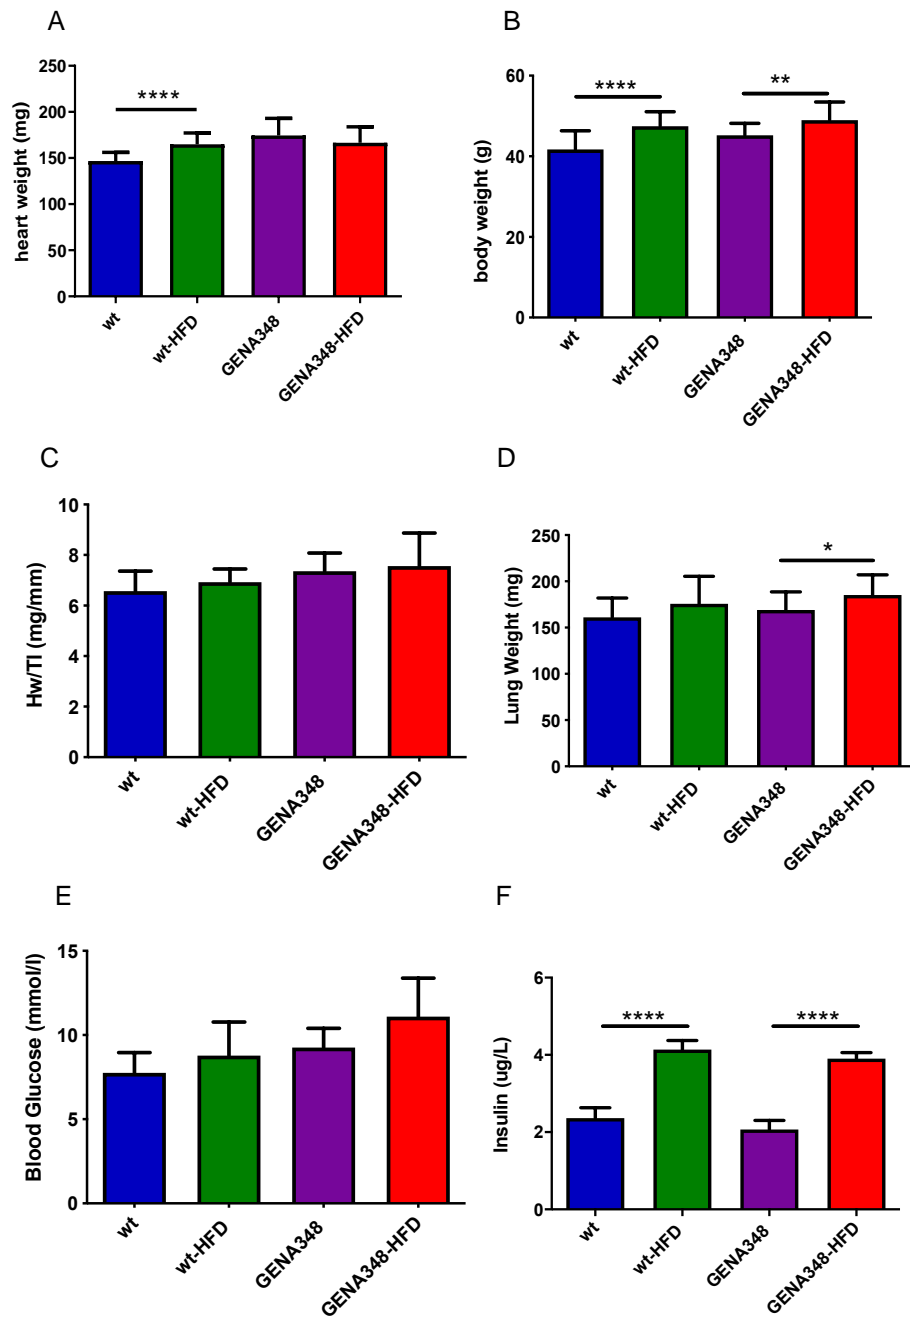 A
heart weight (mg)
250
200
150
100
50
0
****
wt
wt-HFD
GENA348
GENA348-HFD
B
body weight (g)
60
40
20
0
****
**
wt
wt-HFD
GENA348
GENA348-HFD
C
Hw/Tl (mg/mm)
10
8
6
4
2
0
wt
wt-HFD
GENA348
GENA348-HFD
D
Lung Weight (mg)
250
200
150
100
50
0
*
wt
wt-HFD
GENA348
GENA348-HFD
E
Blood Glucose (mmol/l)
15
10
5
0
wt
wt-HFD
GENA348
GENA348-HFD
F
Insulin (ug/L)
6
4
2
0
****
****
wt
wt-HFD
GENA348
GENA348-HFD